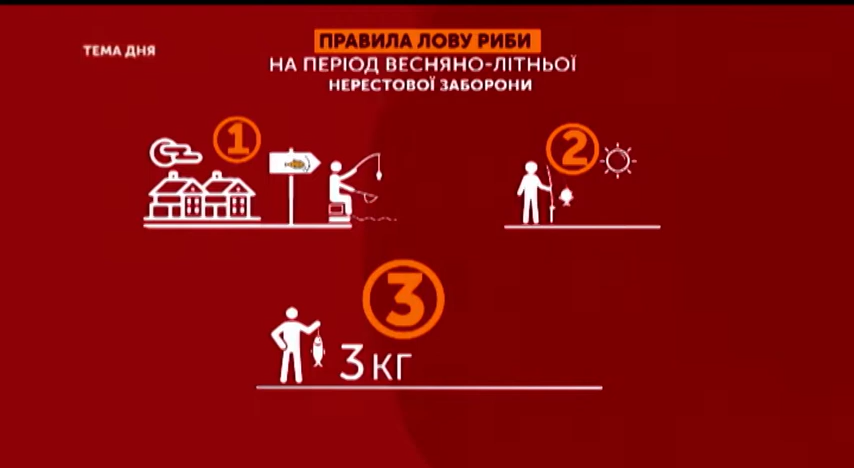 ТЕМА ДНЯ
ПРАВИЛА ЛОВУ РИБИ
НА ПЕРІОД ВЕСНЯНО-ЛІТНЬОЇ
НЕРЕСТОВОЇ ЗАБОРОНИ
1
2
3
3 КГ